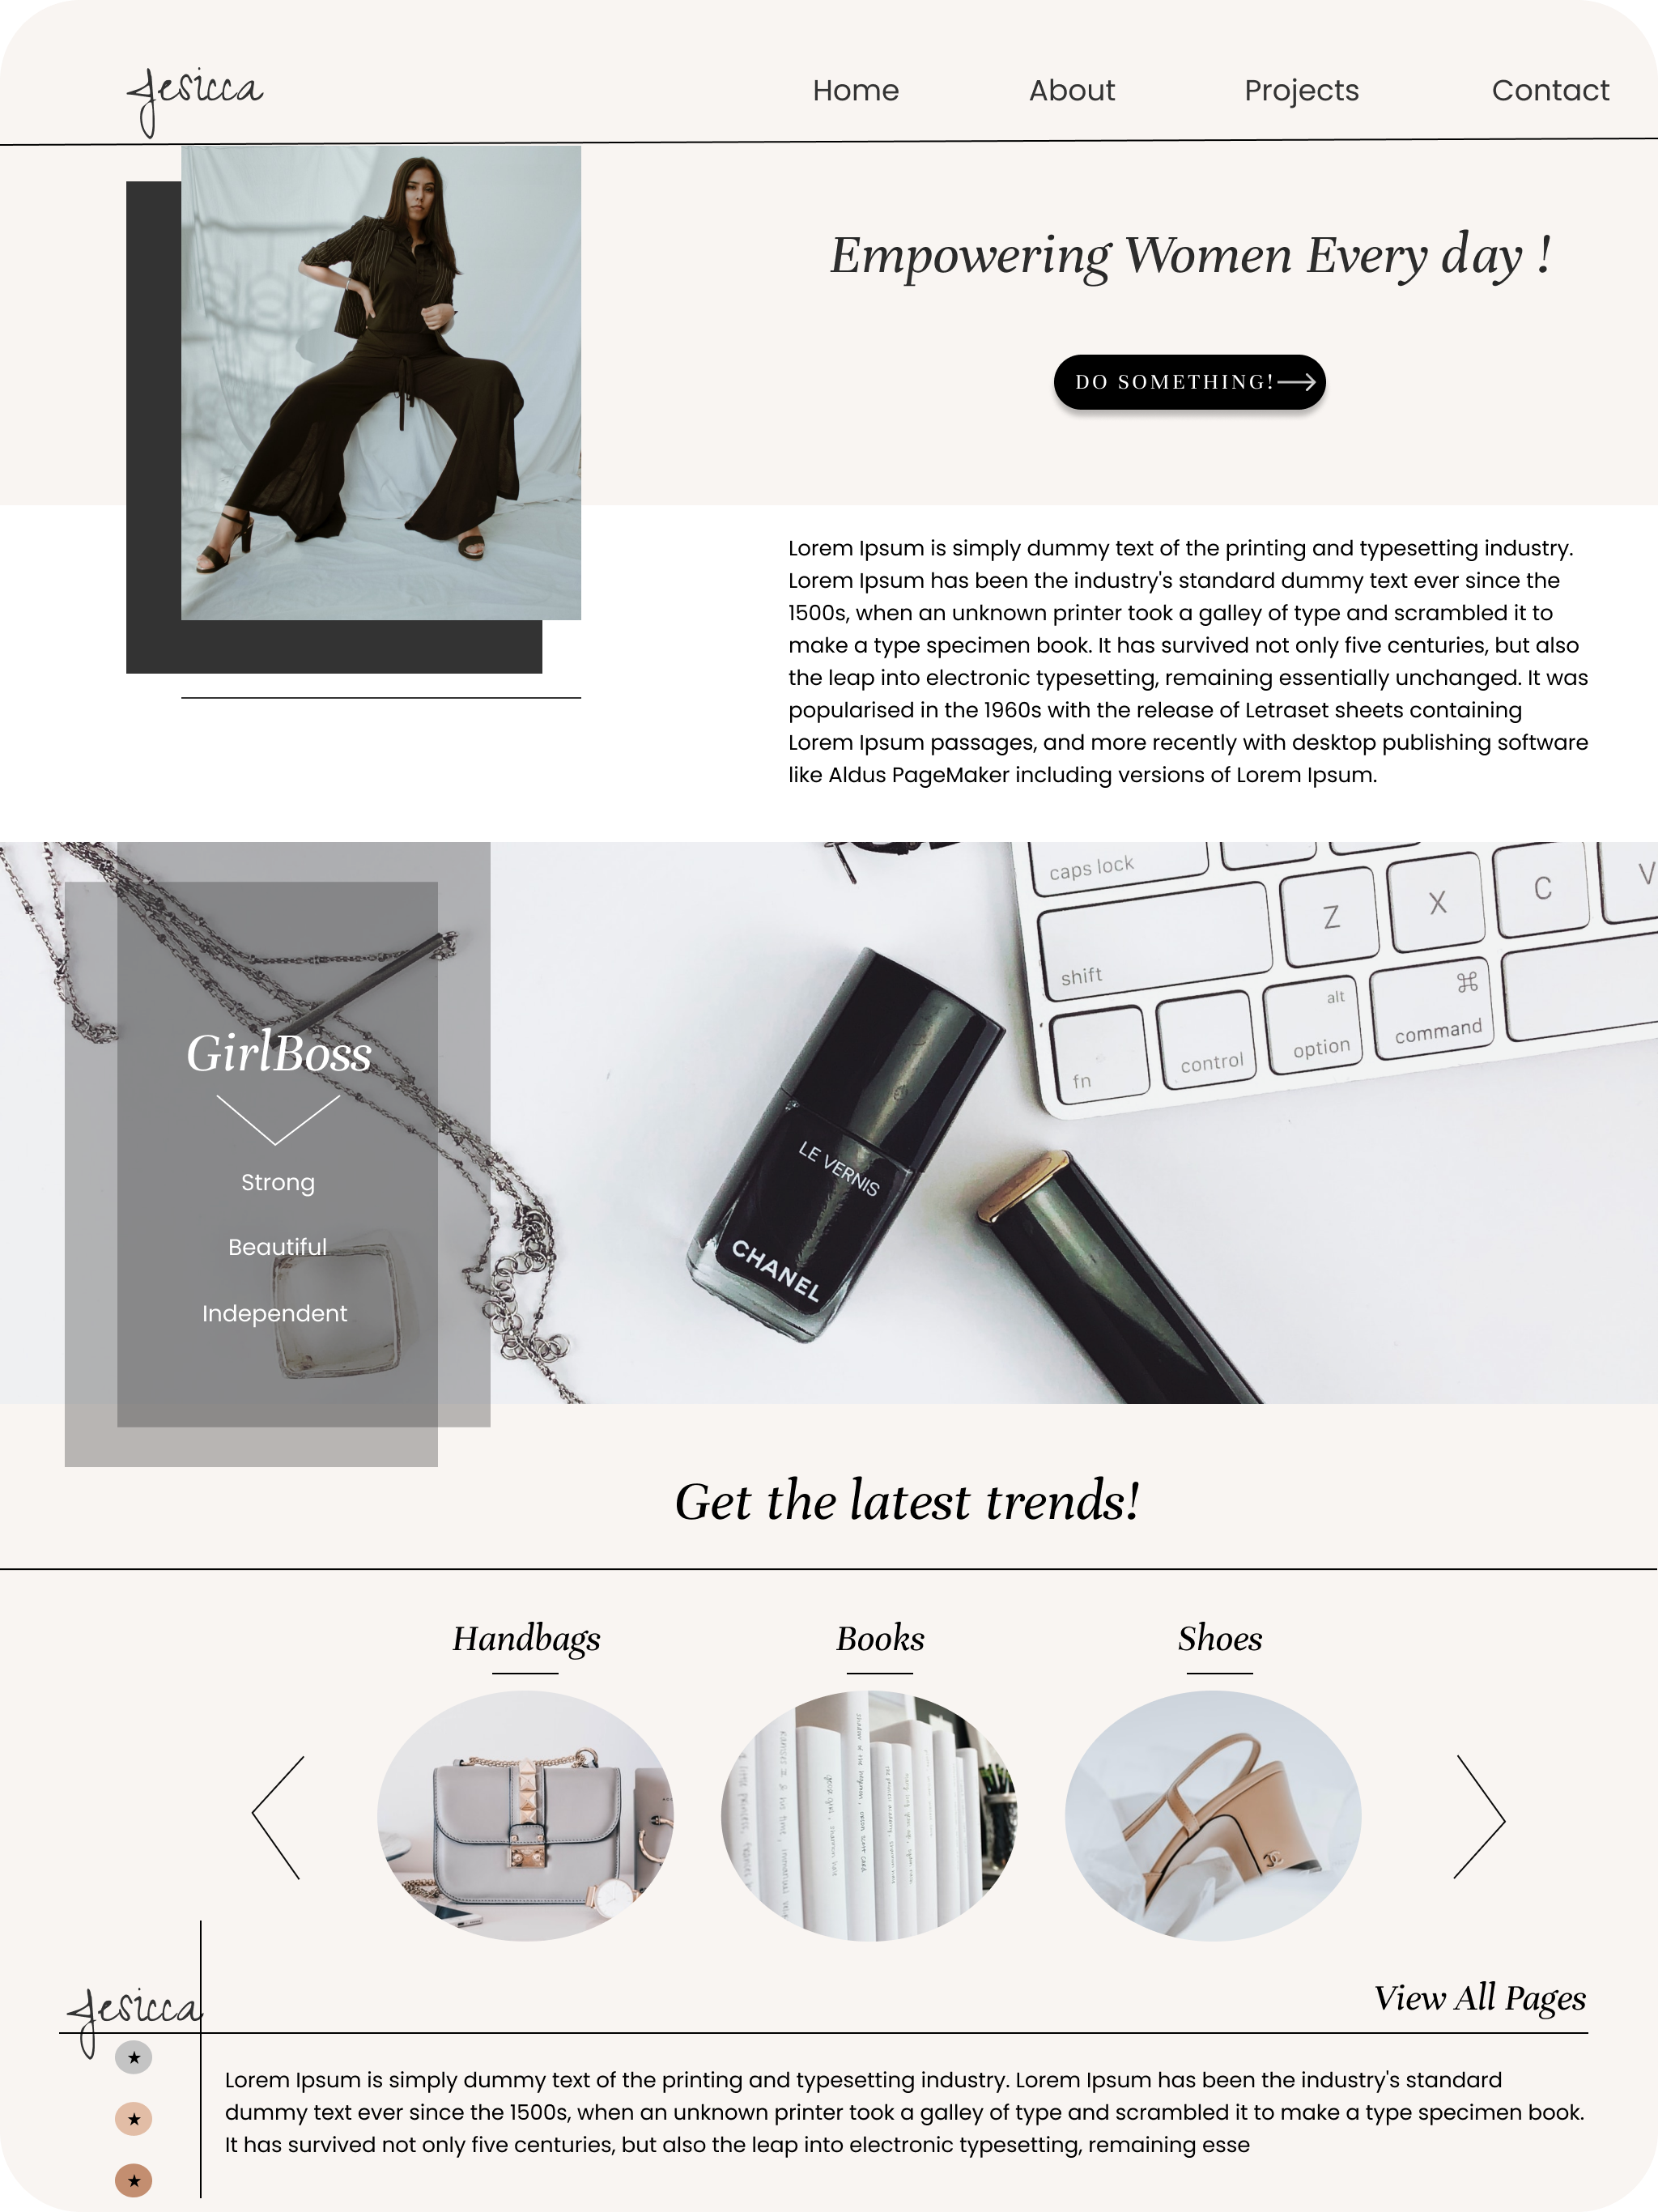 Jesicca
Home About Projects Contact
Empowering Women Every day !
DO SOMETHING!
Lorem Ipsum is simply dummy text of the printing and typesetting industry.
Lorem Ipsum has been the industry's standard dummy text ever since the
1500s, when an unknown printer took a galley of type and scrambled it to
make a type specimen book. It has survived not only five centuries, but also
the leap into electronic typesetting, remaining essentially unchanged. It was
popularised in the 1960s with the release of Letraset sheets containing
Lorem Ipsum passages, and more recently with desktop publishing software
like Aldus PageMaker including versions of Lorem Ipsum.
caps lock
Z X C V
shift
alt
⌘
fn control option command
LE VERNIS
CHANEL
GirlBoss
Strong
Beautiful
Independent
Get the latest trends!
Handbags Books Shoes
View All Pages
Jesicca
Lorem Ipsum is simply dummy text of the printing and typesetting industry. Lorem Ipsum has been the industry's standard
dummy text ever since the 1500s, when an unknown printer took a galley of type and scrambled it to make a type specimen book.
It has survived not only five centuries, but also the leap into electronic typesetting, remaining esse